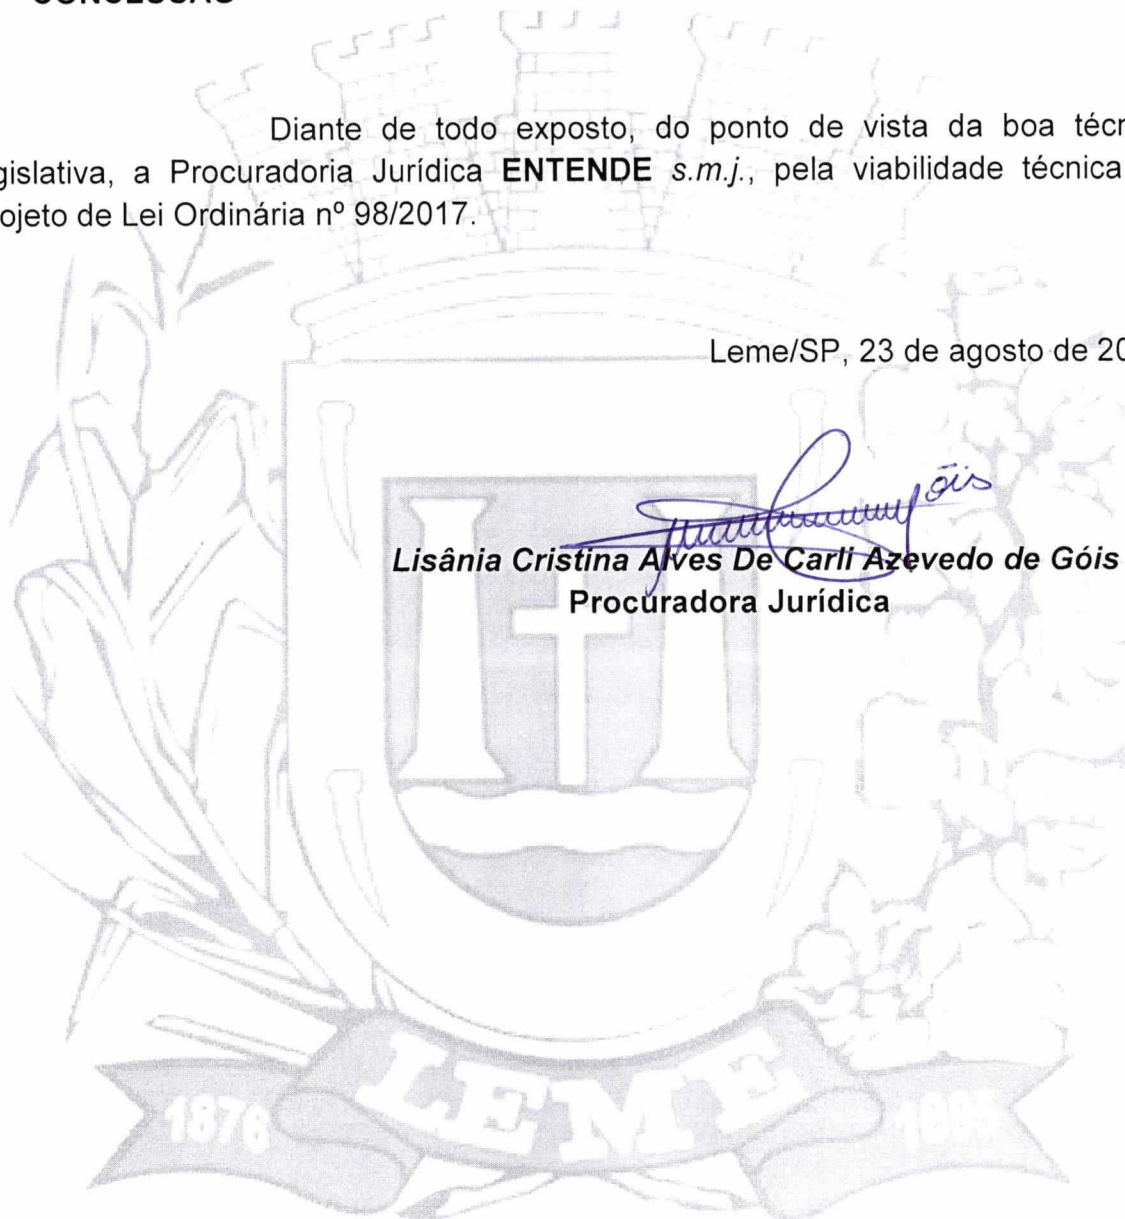 Diante de todo exposto, do ponto de vista da boa técn
gislativa, a Procuradoria Jurídica ENTENDE s.m.j., pela viabilidade técnica
ojeto de Lei Ordinária nº 98/2017.
Leme/SP, 23 de agosto de 20
óis
Lisânia Cristina Alves De Carli Azevedo de Góis
Procuradora Jurídica
LEME
1876